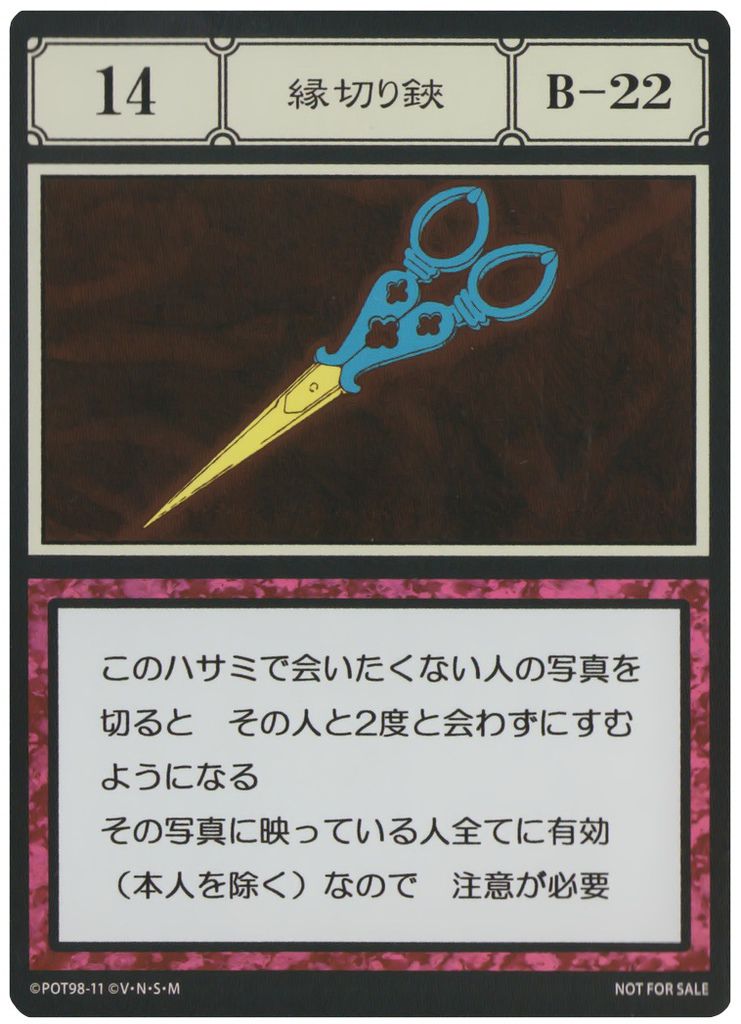 14
縁切り鋏
B-22
このハサミで会いたくない人の写真を
切ると　その人と2度と会わずにすむ
ようになる
その写真に映っている人全てに有効
（本人を除く）なので　注意が必要
©POT98-11 ©V・N・S・M
NOT FOR SALE